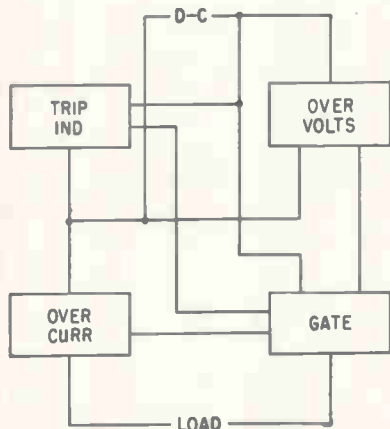 D-C
TRIP
IND
OVER
VOLTS
OVER
CURR
GATE
LOAD